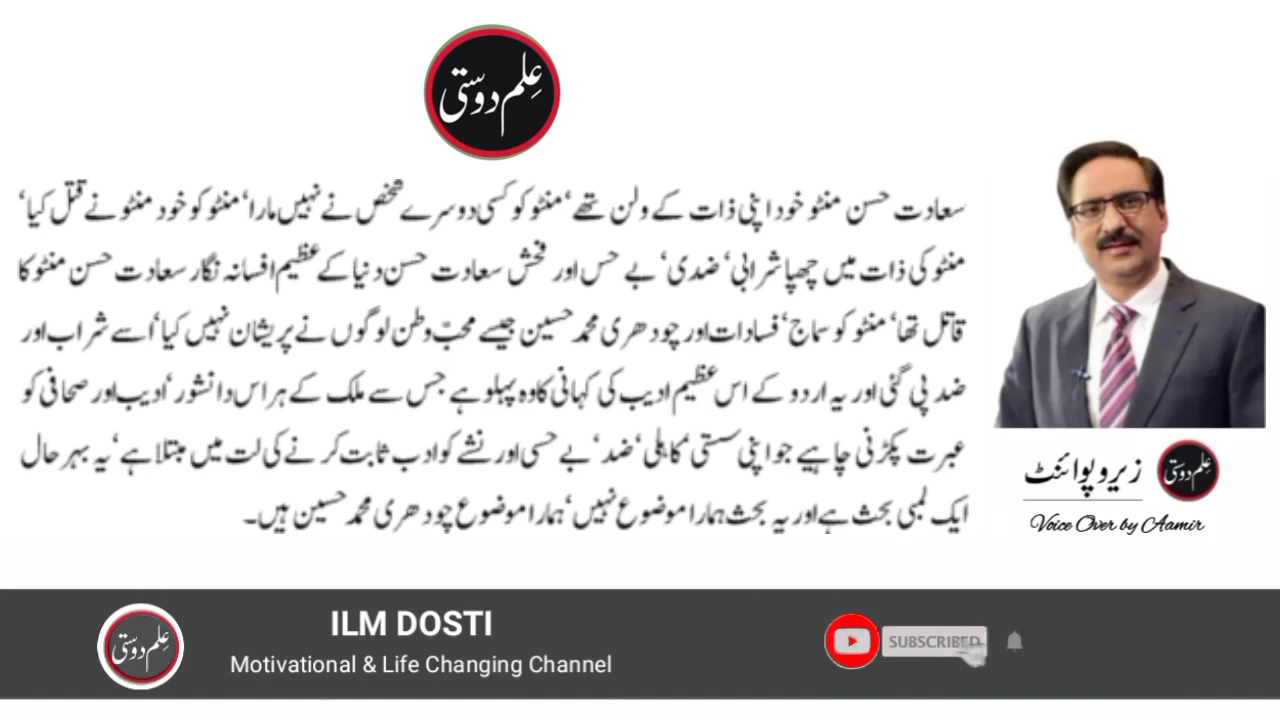 علم دوستی
سعادت حسن منٹو خود اپنی ذات کے ولن تھے‘ منٹو کو کسی دوسرے شخص نے نہیں مارا‘ منٹو کو خود منٹو نے قتل کیا‘
منٹو کی ذات میں چھپا شرابی‘ ضدی‘ بے حس اور فحش سعادت حسن دنیا کے عظیم افسانہ نگار سعادت حسن منٹو کا
قاتل تھا‘ منٹو کو سماج‘ فسادات اور چودھری محمد حسین جیسے محبّ وطن لوگوں نے پریشان نہیں کیا‘ اسے شراب اور
ضد پی گئی اور یہ اردو کے اس عظیم ادیب کی کہانی کا وہ پہلو ہے جس سے ملک کے ہر اس دانشور‘ ادیب اور صحافی کو
عبرت پکڑنی چاہیے جو اپنی سستی‘ کاہلی‘ ضد‘ بے حسی اور نشے کو ادب ثابت کرنے کی لت میں مبتلا ہے‘ یہ بہرحال
ایک لمبی بحث ہے اور یہ بحث ہمارا موضوع نہیں‘ ہمارا موضوع چودھری محمد حسین ہیں۔
زیرو پوائنٹ
علم دوستی
Voice Over by Aamir
علم دوستی
ILM DOSTI
Motivational & Life Changing Channel
SUBSCRIBED